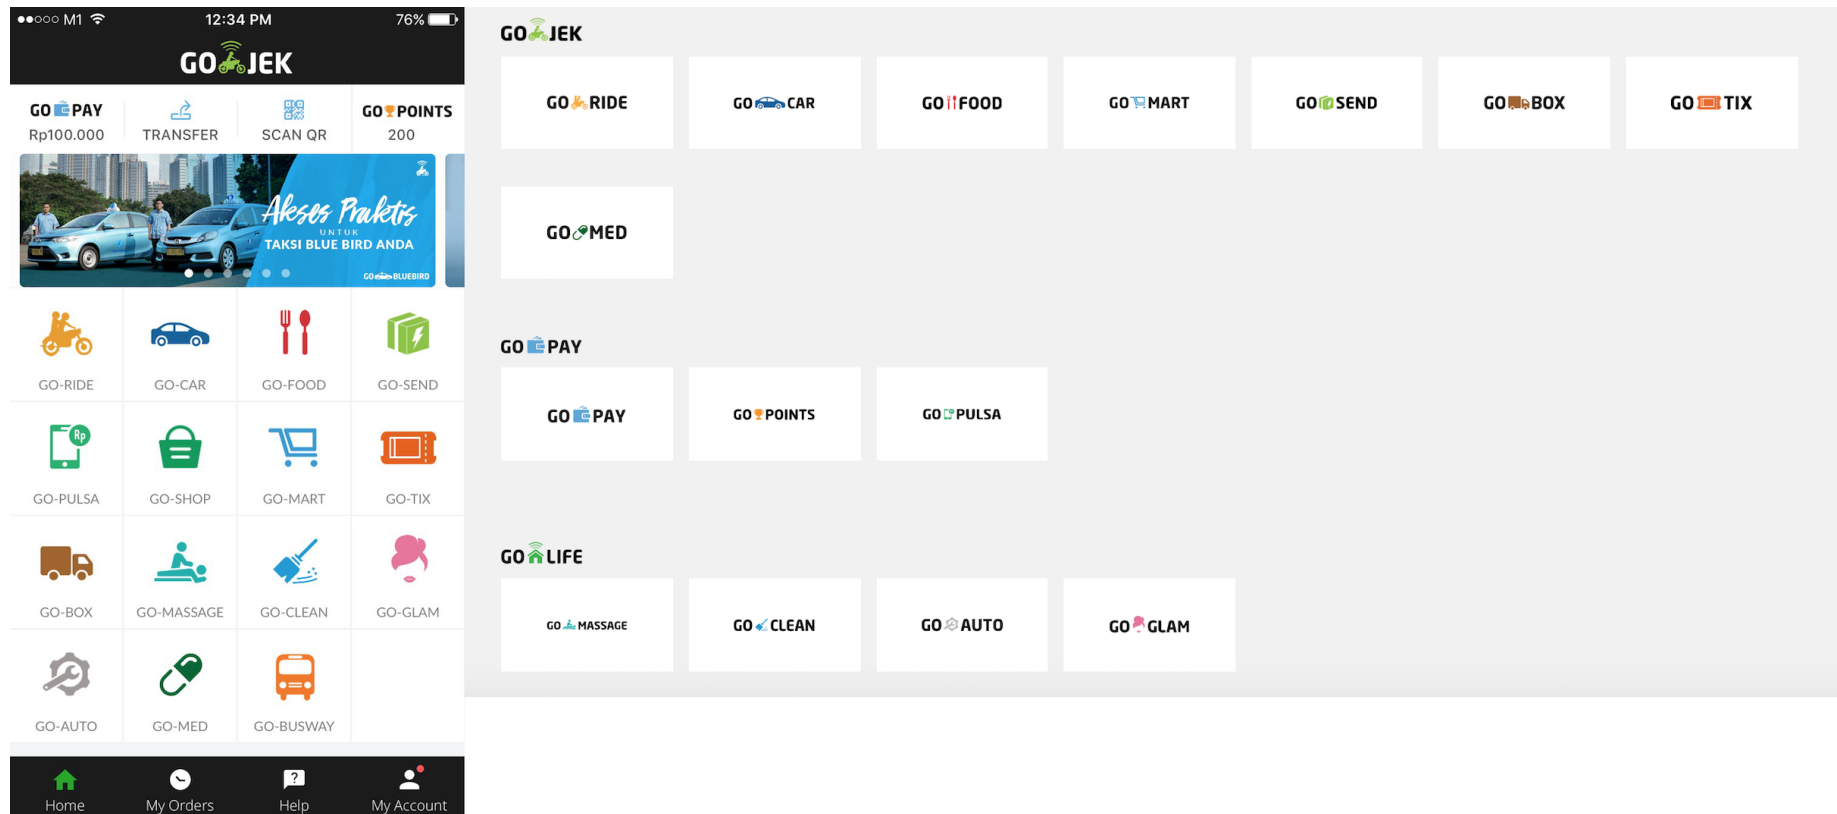 M1 12:34 PM 76%
GO JEK
GO PAY
Rp100.000
TRANSFER
SCAN QR
GO POINTS
200
Akses Praktis
UNTUK
TAKSI BLUE BIRD ANDA
GO BLUEBIRD
GO-RIDE
GO-CAR
GO-FOOD
GO-SEND
Rp
GO-PULSA
GO-SHOP
GO-MART
GO-TIX
GO-BOX
GO-MASSAGE
GO-CLEAN
GO-GLAM
GO-AUTO
GO-MED
GO-BUSWAY
?
Home
My Orders
Help
My Account
GO JEK
GO RIDE
GO CAR
GO FOOD
GO MART
GO SEND
GO BOX
GO TIX
GO MED
GO PAY
GO PAY
GO POINTS
GO PULSA
GO LIFE
GO MASSAGE
GO CLEAN
GO AUTO
GO GLAM